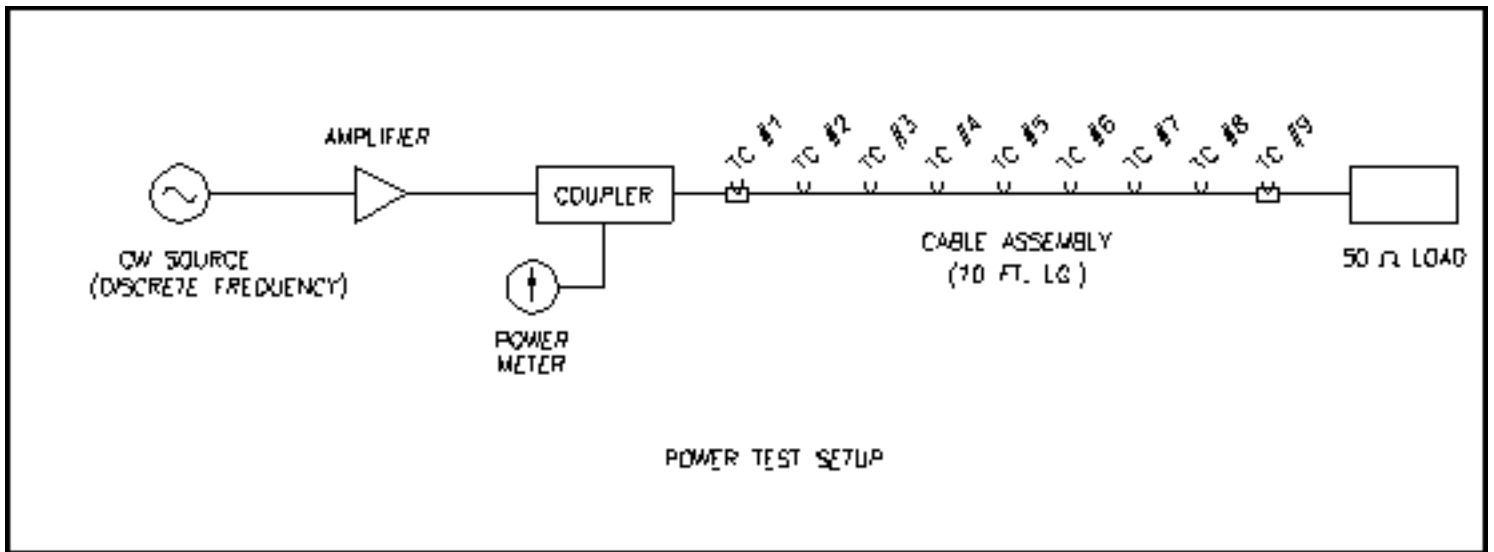 AMPLIFIER
TC #1
TC #2
TC #3
TC #4
TC #5
TC #6
TC #7
TC #8
TC #9
COUPLER
CW SOURCE
(DISCRETE FREQUENCY)
CABLE ASSEMBLY
(10 FT. LG)
50 Ω LOAD
POWER
METER
POWER TEST SETUP